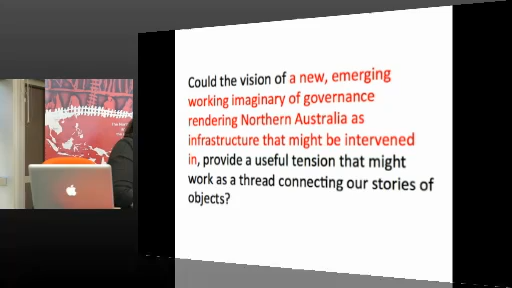 Could the vision of a new, emerging
working imaginary of governance
rendering Northern Australia as
infrastructure that might be intervened
in, provide a useful tension that might
work as a thread connecting our stories of
objects?